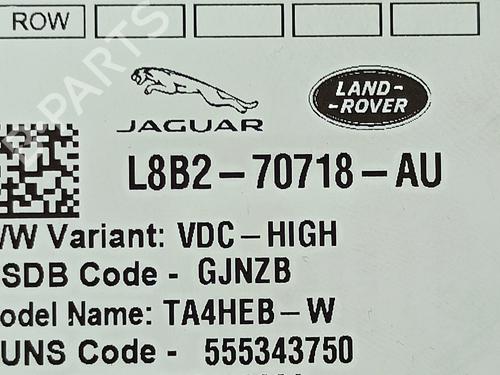 ROW
B-PARTS
JAGUAR
LAND-
-ROVER
L8B2-70718-AU
/W Variant: VDC-HIGH
SDB Code - GJNZB
odel Name: TA4HEB-W
UNS Code - 555343750